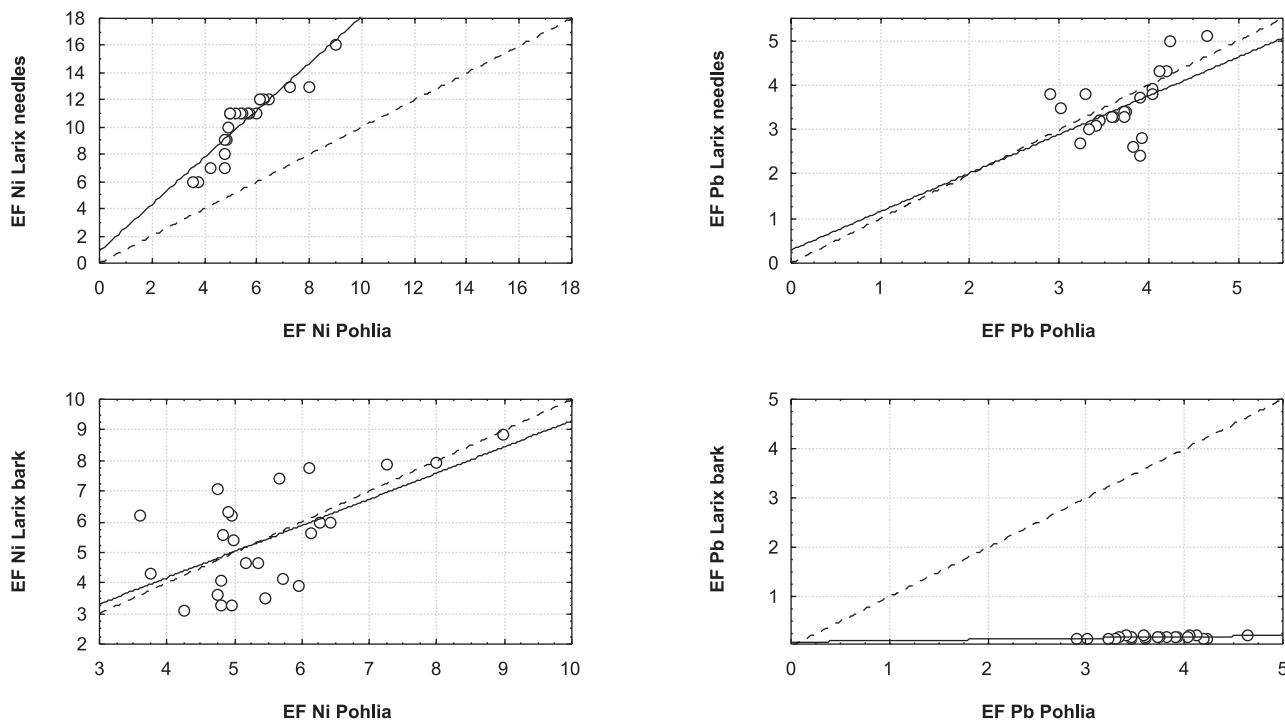 EF Ni Larix needles
18
16
14
12
10
8
6
4
2
0
0 2 4 6 8 10 12 14 16 18
EF Ni Pohlia
EF Pb Larix needles
5
4
3
2
1
0
0 1 2 3 4 5
EF Pb Pohlia
EF Ni Larix bark
10
9
8
7
6
5
4
3
2
3 4 5 6 7 8 9 10
EF Ni Pohlia
EF Pb Larix bark
5
4
3
2
1
0 1 2 3 4 5
EF Pb Pohlia